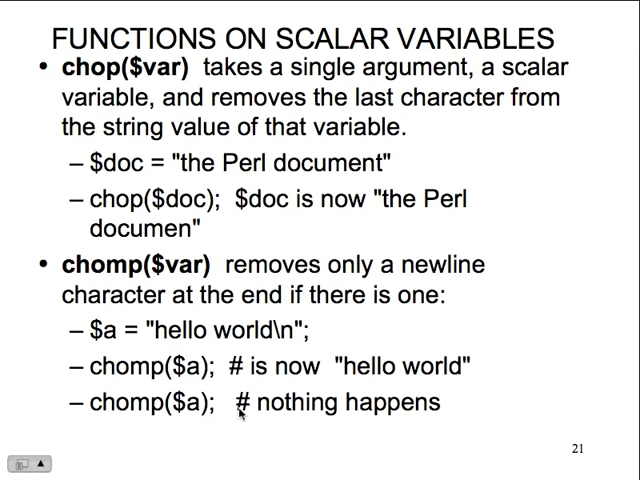 FUNCTIONS ON SCALAR VARIABLES
• chop($var) takes a single argument, a scalar
variable, and removes the last character from
the string value of that variable.
– $doc = "the Perl document"
– chop($doc); $doc is now "the Perl
documen"
• chomp($var) removes only a newline
character at the end if there is one:
– $a = "hello world\n";
– chomp($a); # is now "hello world"
– chomp($a); # nothing happens
21